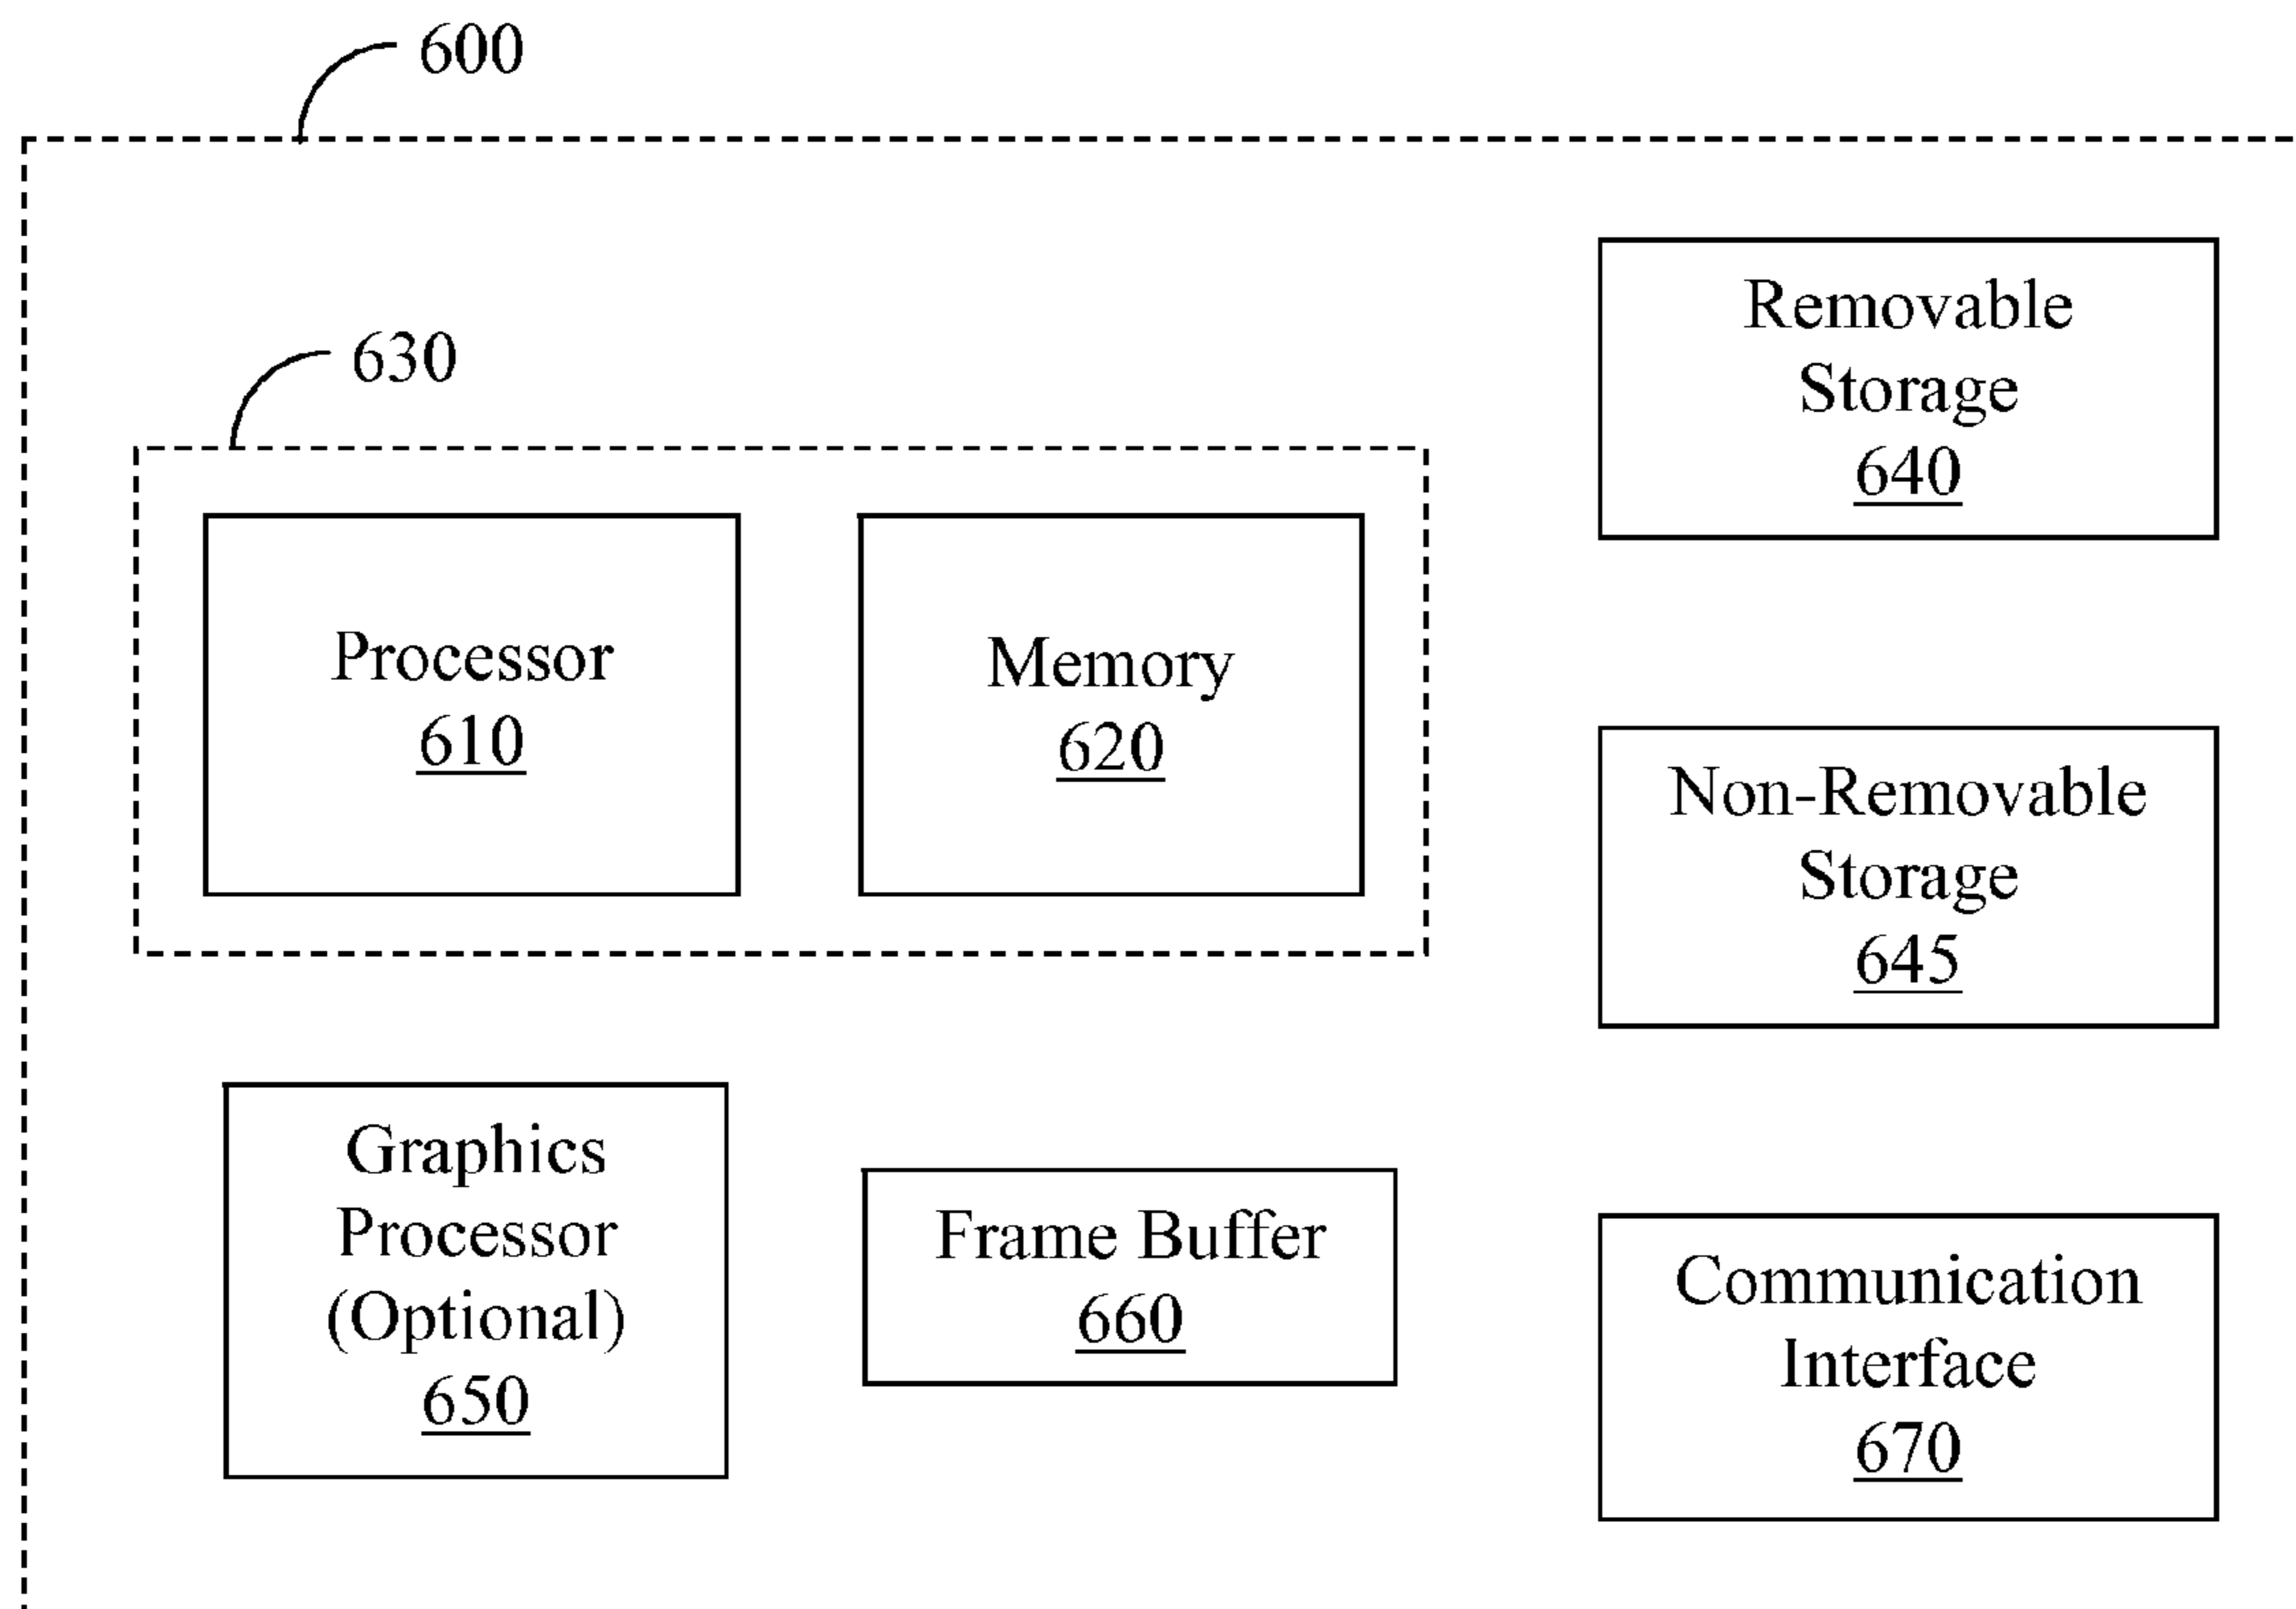 600
630
Processor
610
Memory
620
Removable
Storage
640
Non-Removable
Storage
645
Graphics
Processor
(Optional)
650
Frame Buffer
660
Communication
Interface
670